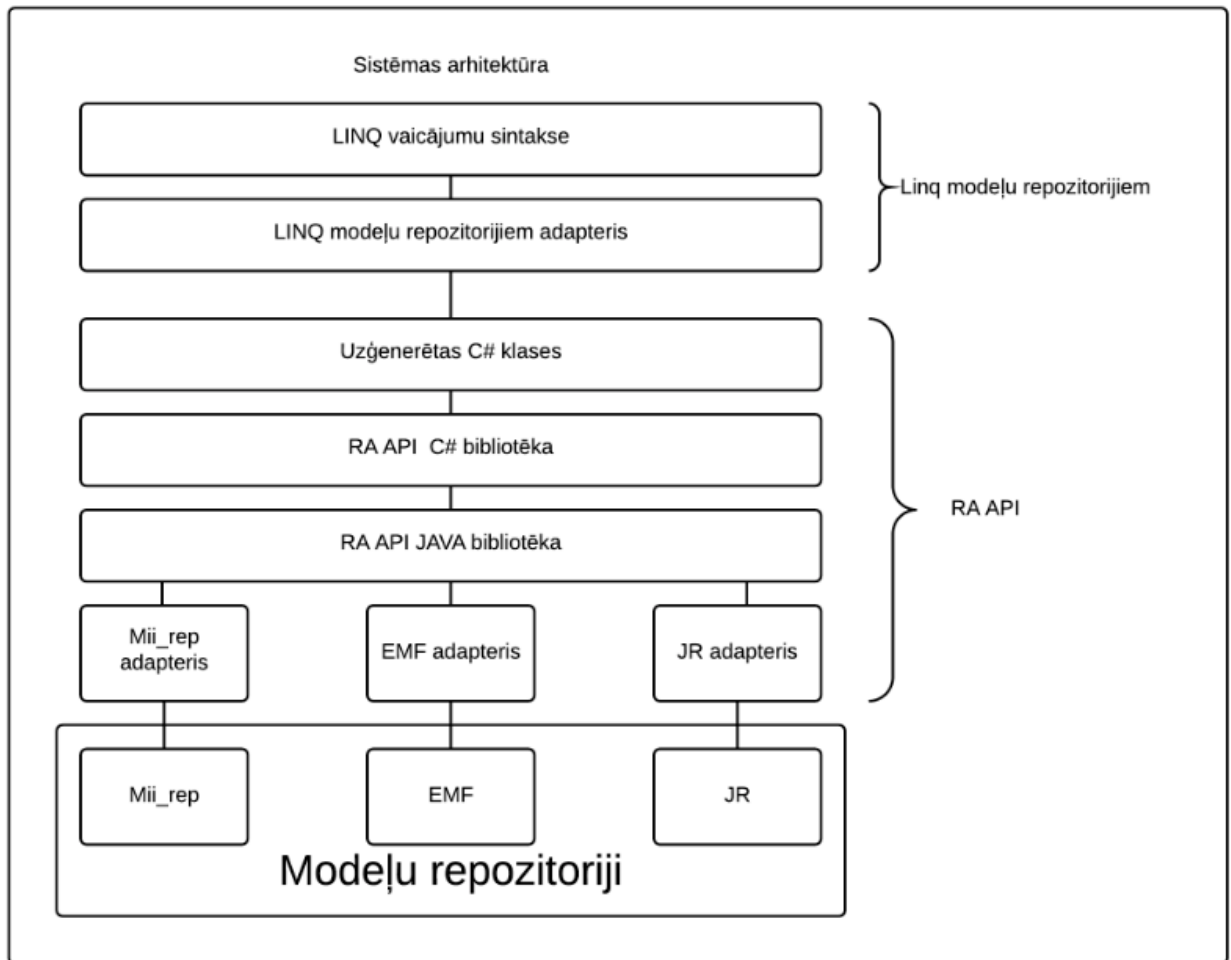 Sistēmas arhitektūra
LINQ vaicājumu sintakse
LINQ modeļu repozitorijiem adapteris
Linq modeļu repozitorijiem
Uzģenerētas C# klases
RA API C# bibliotēka
RA API JAVA bibliotēka
RA API
Mii_rep
adapteris
EMF adapteris
JR adapteris
Mii_rep
EMF
JR
Modeļu repozitoriji